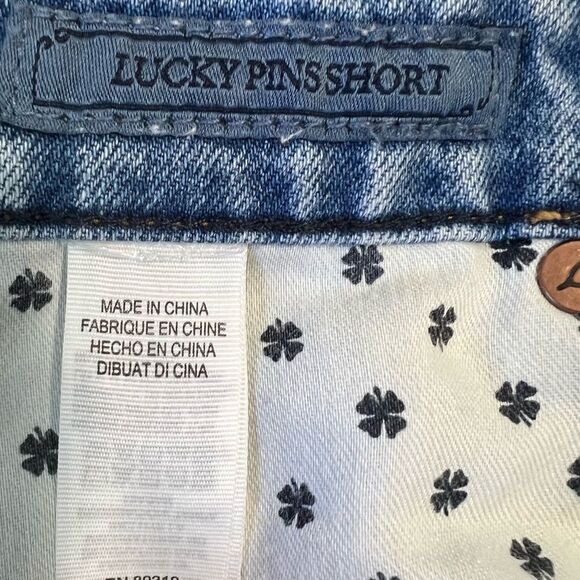 LUCKY PINS SHORT
MADE IN CHINA
FABRIQUE EN CHINE
HECHO EN CHINA
DIBUAT DI CINA